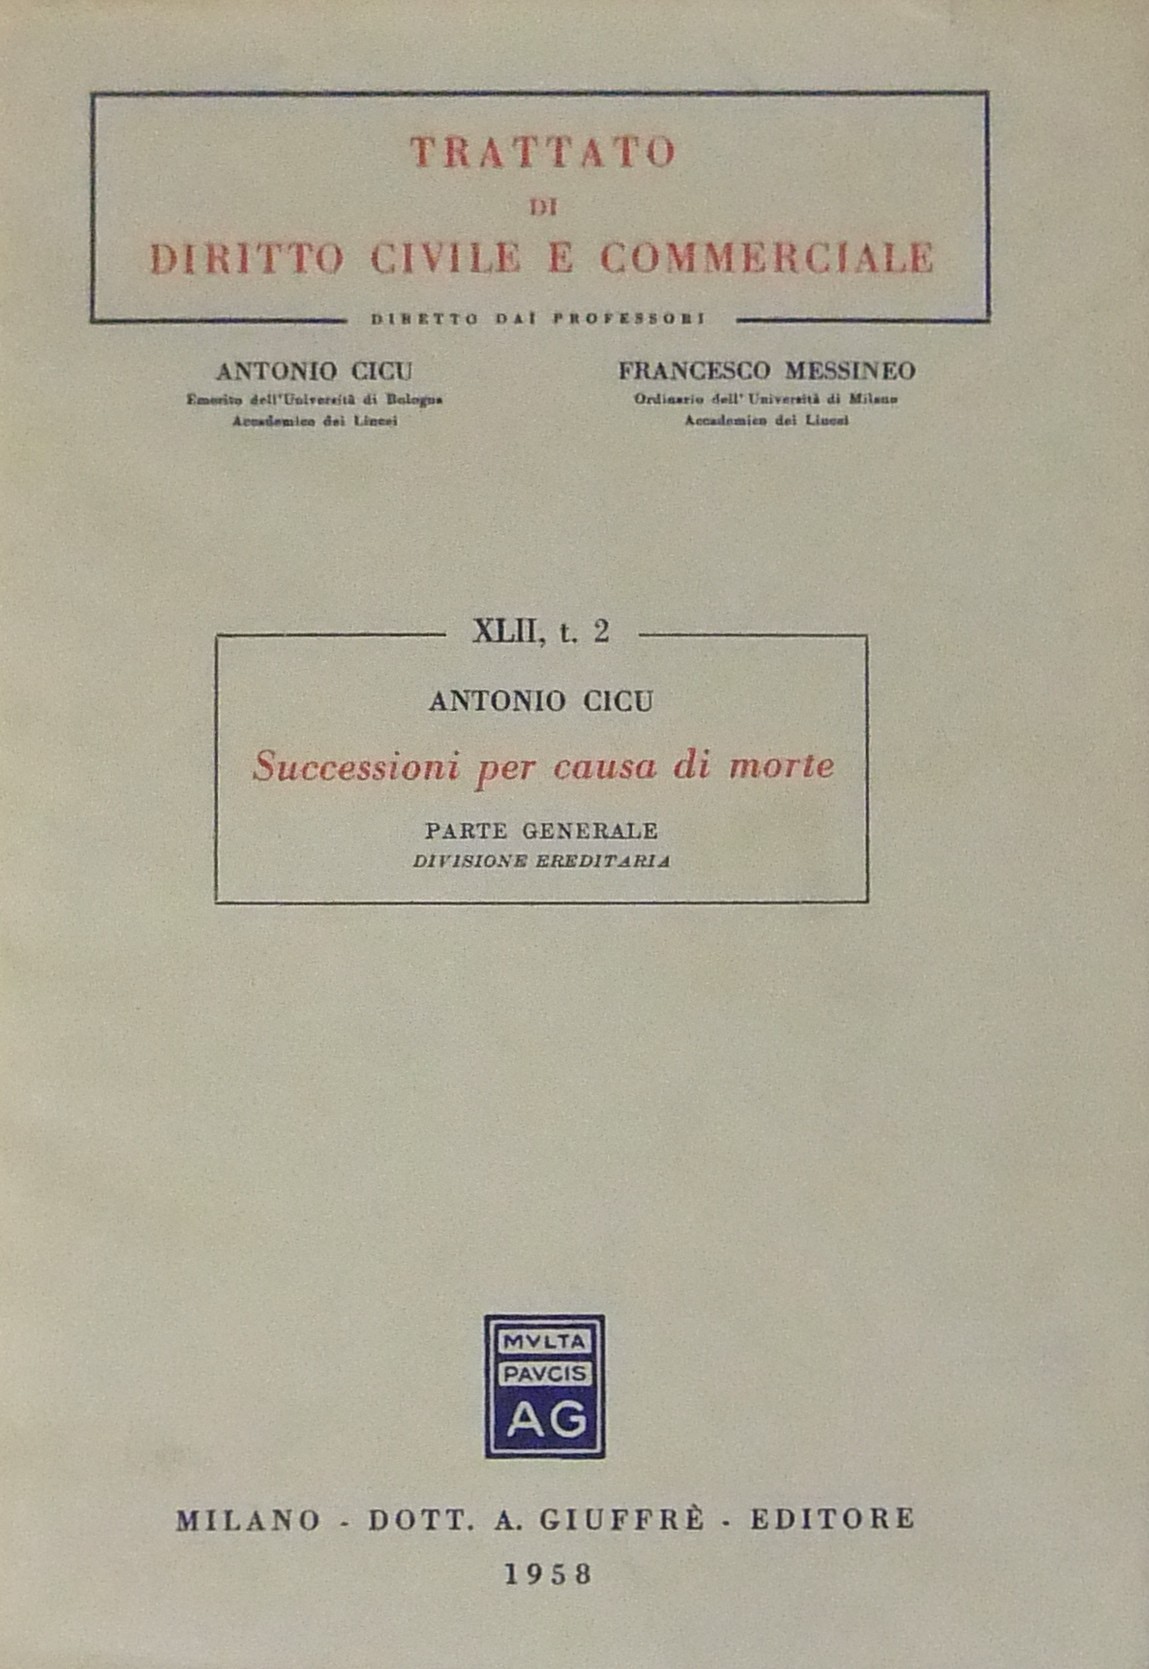 TRATTATO
DI
DIRITTO CIVILE E COMMERCIALE
DIRETTO DAI PROFESSORI
ANTONIO CICU
Emerito dell'Università di Bologna
Accademico dei Lincei
FRANCESCO MESSINEO
Ordinario dell'Università di Milano
Accademico dei Lincei
XLII, t. 2
ANTONIO CICU
Successioni per causa di morte
PARTE GENERALE
DIVISIONE EREDITARIA
MVLTA
PAVCIS
AG
MILANO - DOTT. A. GIUFFRÈ - EDITORE
1958